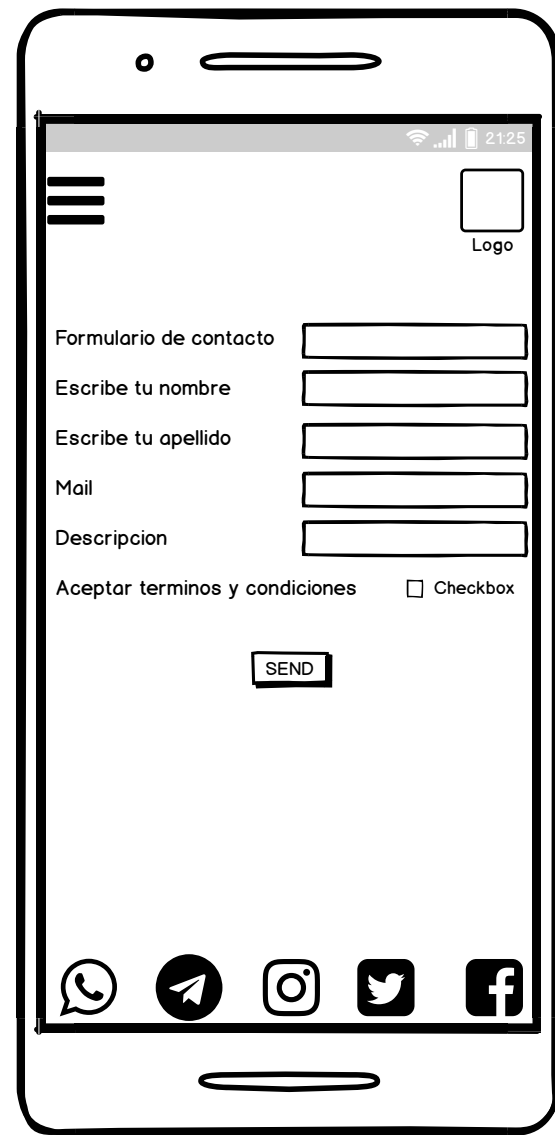 21:25
Logo
Formulario de contacto
Escribe tu nombre
Escribe tu apellido
Mail
Descripcion
Aceptar terminos y condiciones Checkbox
SEND